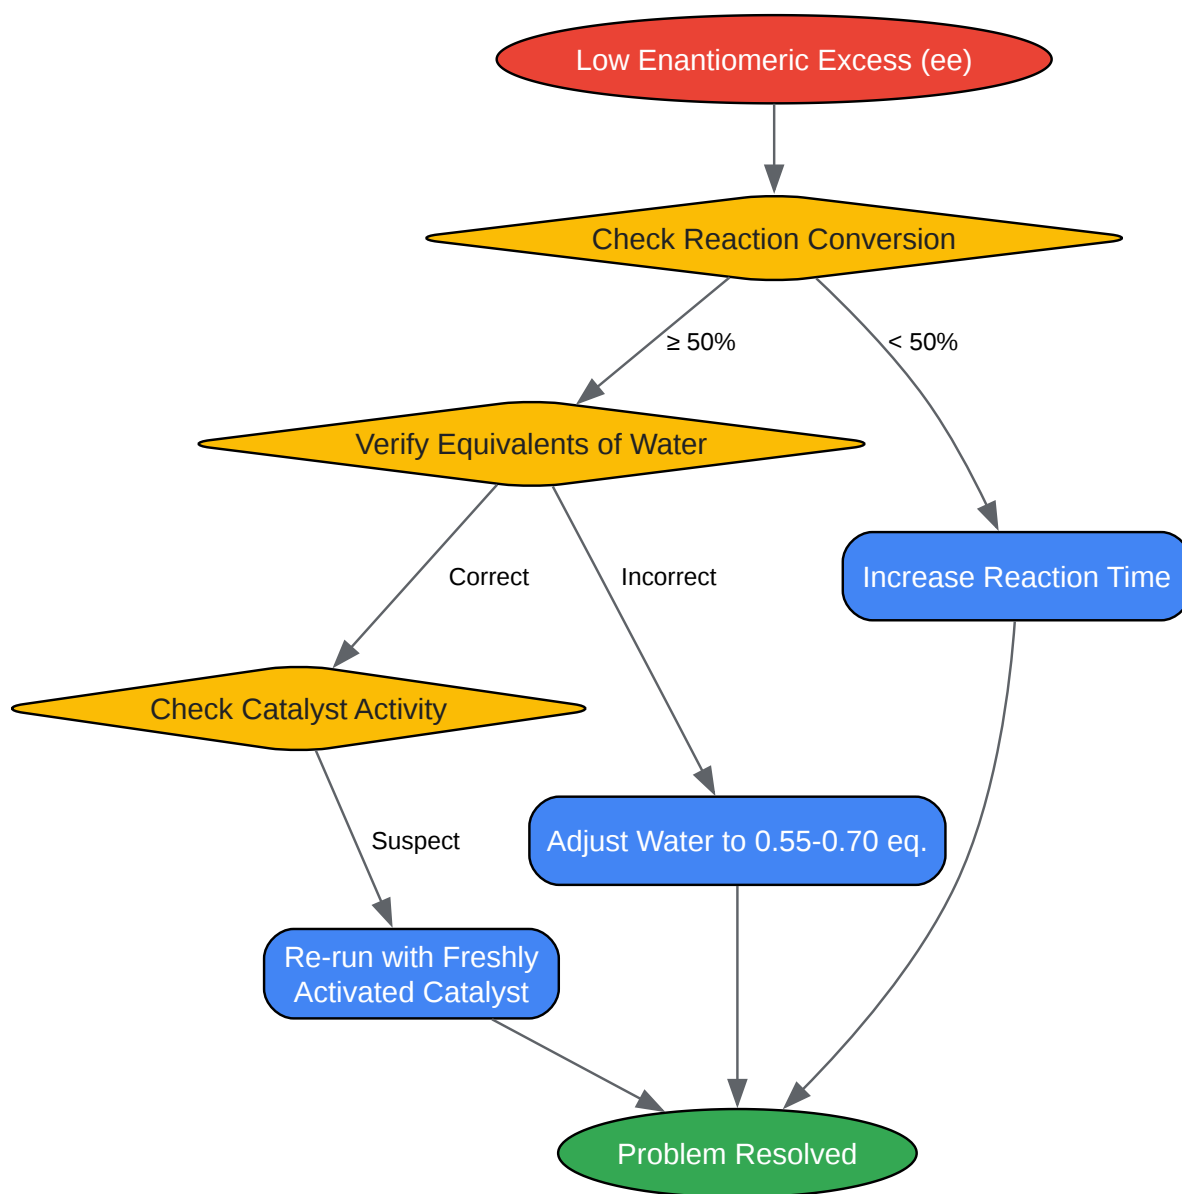 Low Enantiomeric Excess (ee)
Check Reaction Conversion
≥ 50%
< 50%
Verify Equivalents of Water
Correct
Incorrect
Increase Reaction Time
Check Catalyst Activity
Suspect
Adjust Water to 0.55-0.70 eq.
Re-run with Freshly
Activated Catalyst
Problem Resolved